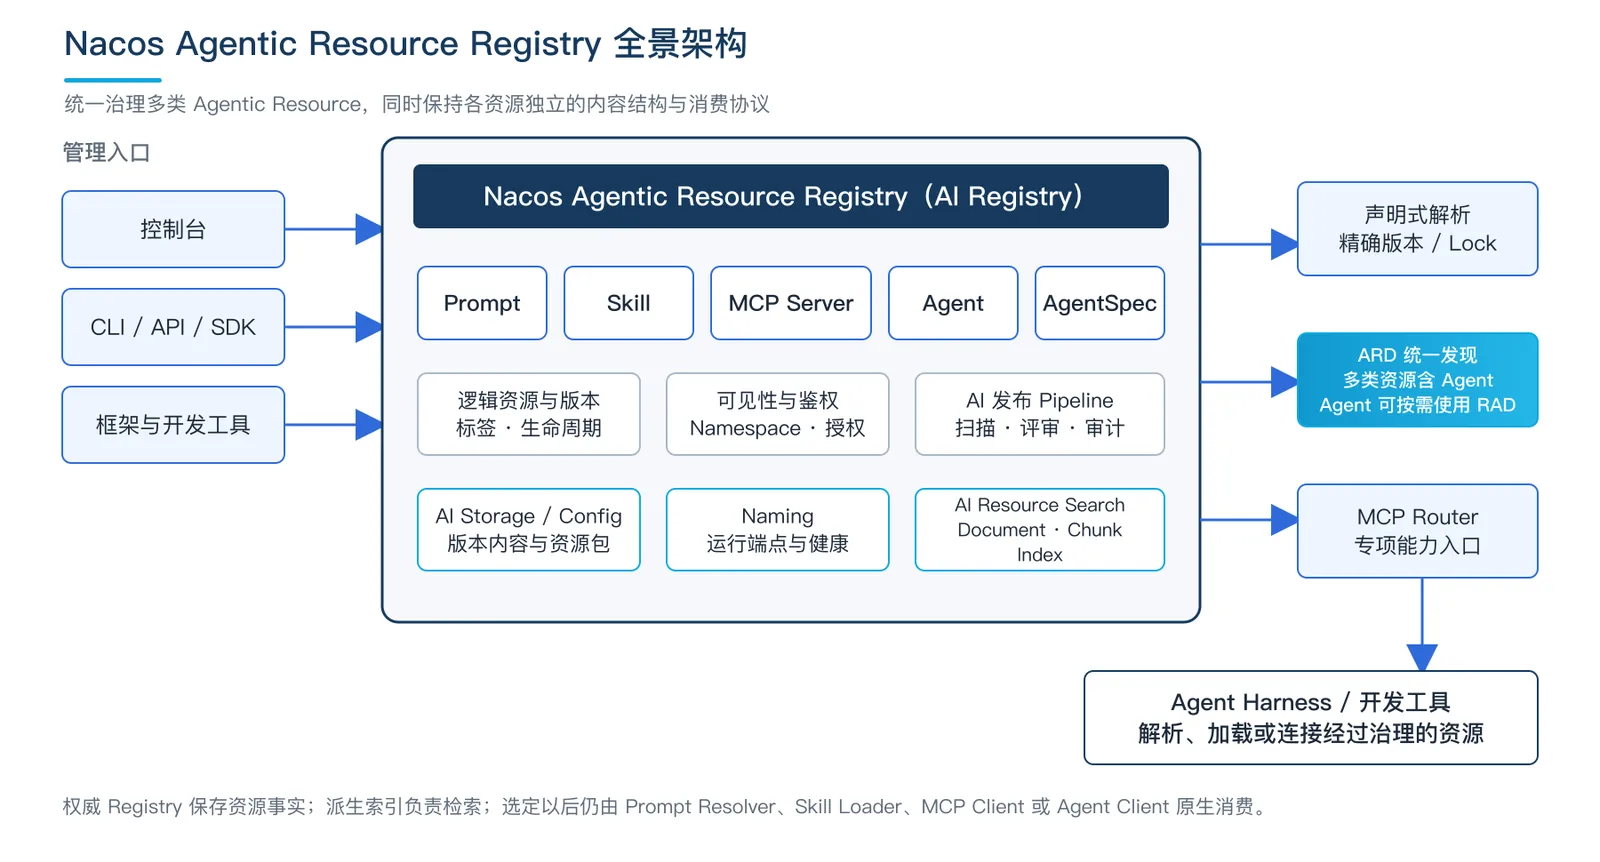 Nacos Agentic Resource Registry 全景架构
统一治理多类 Agentic Resource，同时保持各资源独立的内容结构与消费协议
管理入口
控制台
CLI / API / SDK
框架与开发工具
Nacos Agentic Resource Registry（AI Registry）
Prompt
Skill
MCP Server
Agent
AgentSpec
逻辑资源与版本
标签 · 生命周期
可见性与鉴权
Namespace · 授权
AI 发布 Pipeline
扫描 · 评审 · 审计
AI Storage / Config
版本内容与资源包
Naming
运行端点与健康
AI Resource Search
Document · Chunk
Index
声明式解析
精确版本 / Lock
ARD 统一发现
多类资源含 Agent
Agent 可按需使用 RAD
MCP Router
专项能力入口
Agent Harness / 开发工具
解析、加载或连接经过治理的资源
权威 Registry 保存资源事实；派生索引负责检索；选定以后仍由 Prompt Resolver、Skill Loader、MCP Client 或 Agent Client 原生消费。